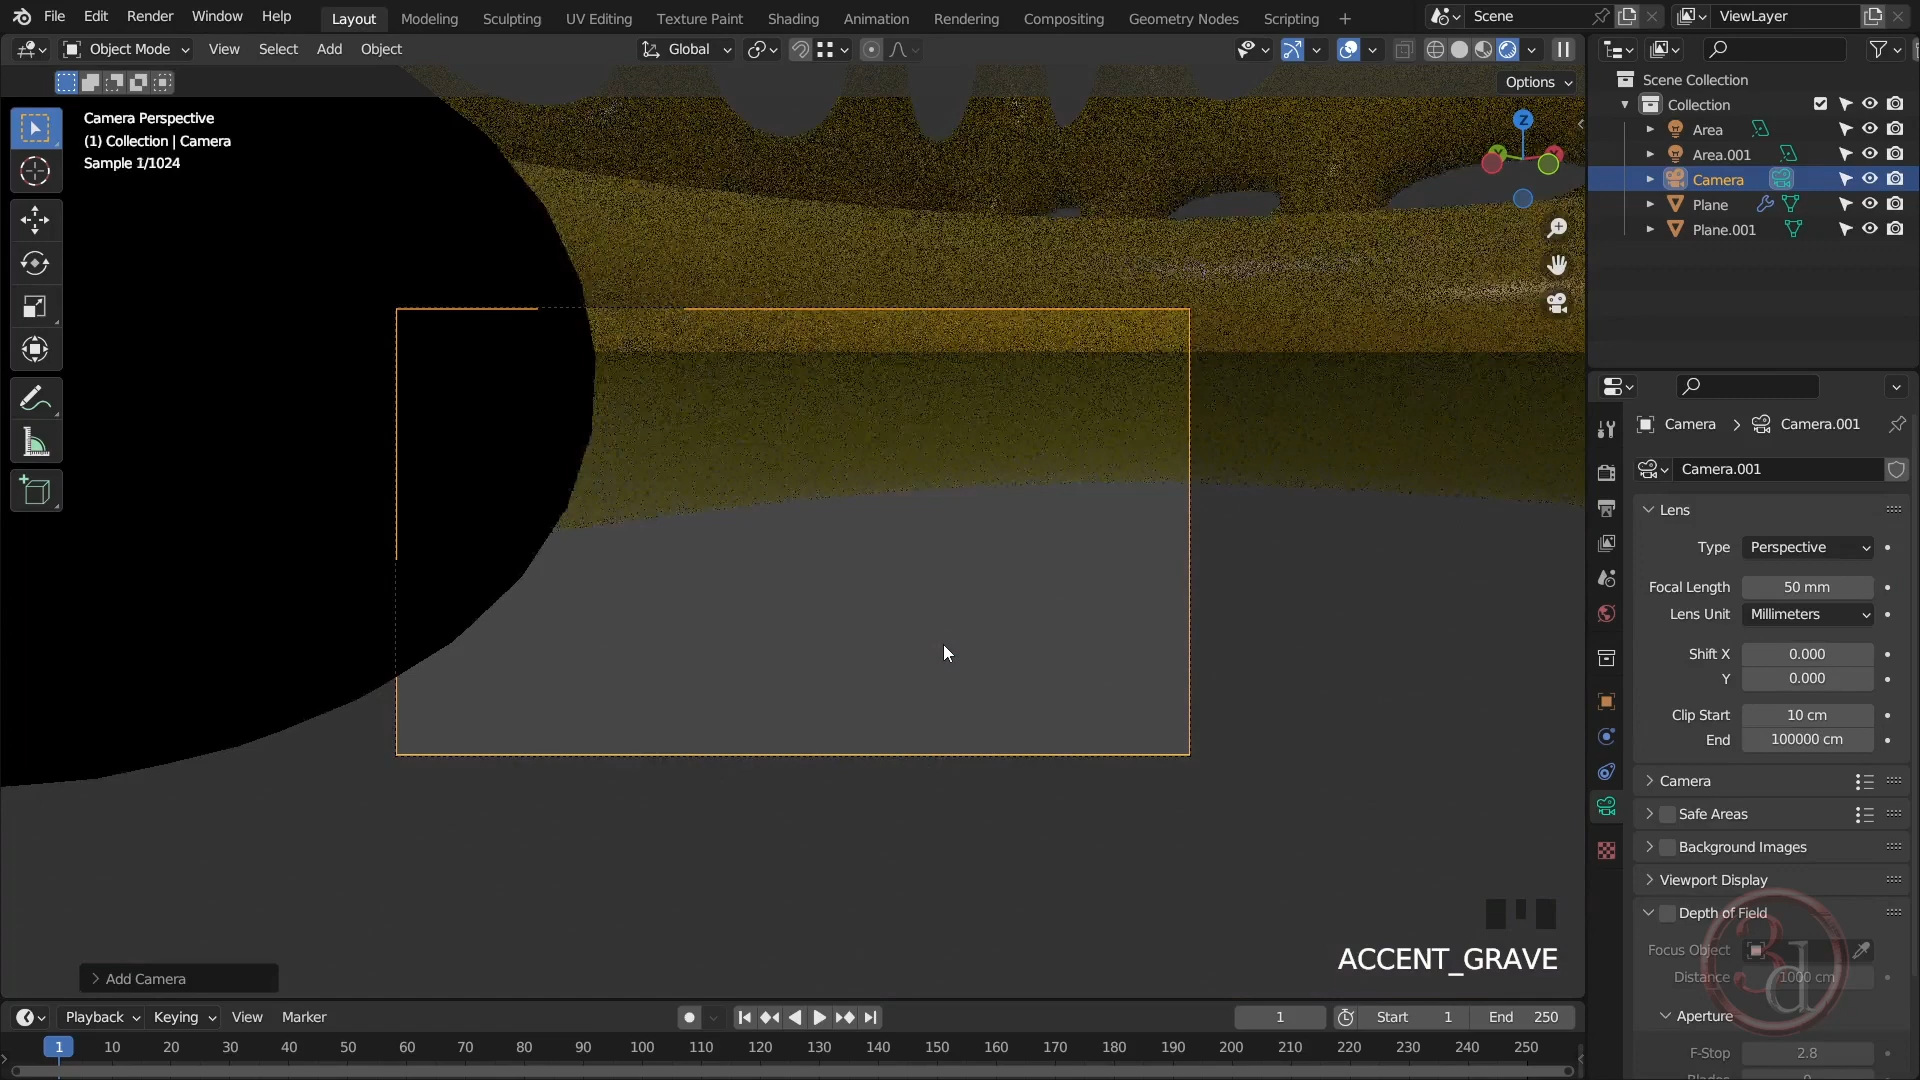 File Edit Render Window Help Layout Modeling Sculpting UV Editing Texture Paint Shading Animation Rendering Compositing Geometry Nodes Scripting + Scene ViewLayer
Object Mode View Select Add Object Global
Options
Camera Perspective
(1) Collection | Camera
Sample 1/1024
Z
Scene Collection
Collection
Area
Area.001
Camera
Plane
Plane.001
Camera > Camera.001
Camera.001
Lens
Type Perspective
Focal Length 50 mm
Lens Unit Millimeters
Shift X 0.000
Y 0.000
Clip Start 10 cm
End 100000 cm
Camera
Safe Areas
Background Images
Viewport Display
Depth of Field
Focus Object
Distance 1000 cm
Aperture
F-Stop 2.8
3d
ACCENT_GRAVE
Add Camera
Playback Keying View Marker 1 Start 1 End 250
1 10 20 30 40 50 60 70 80 90 100 110 120 130 140 150 160 170 180 190 200 210 220 230 240 250